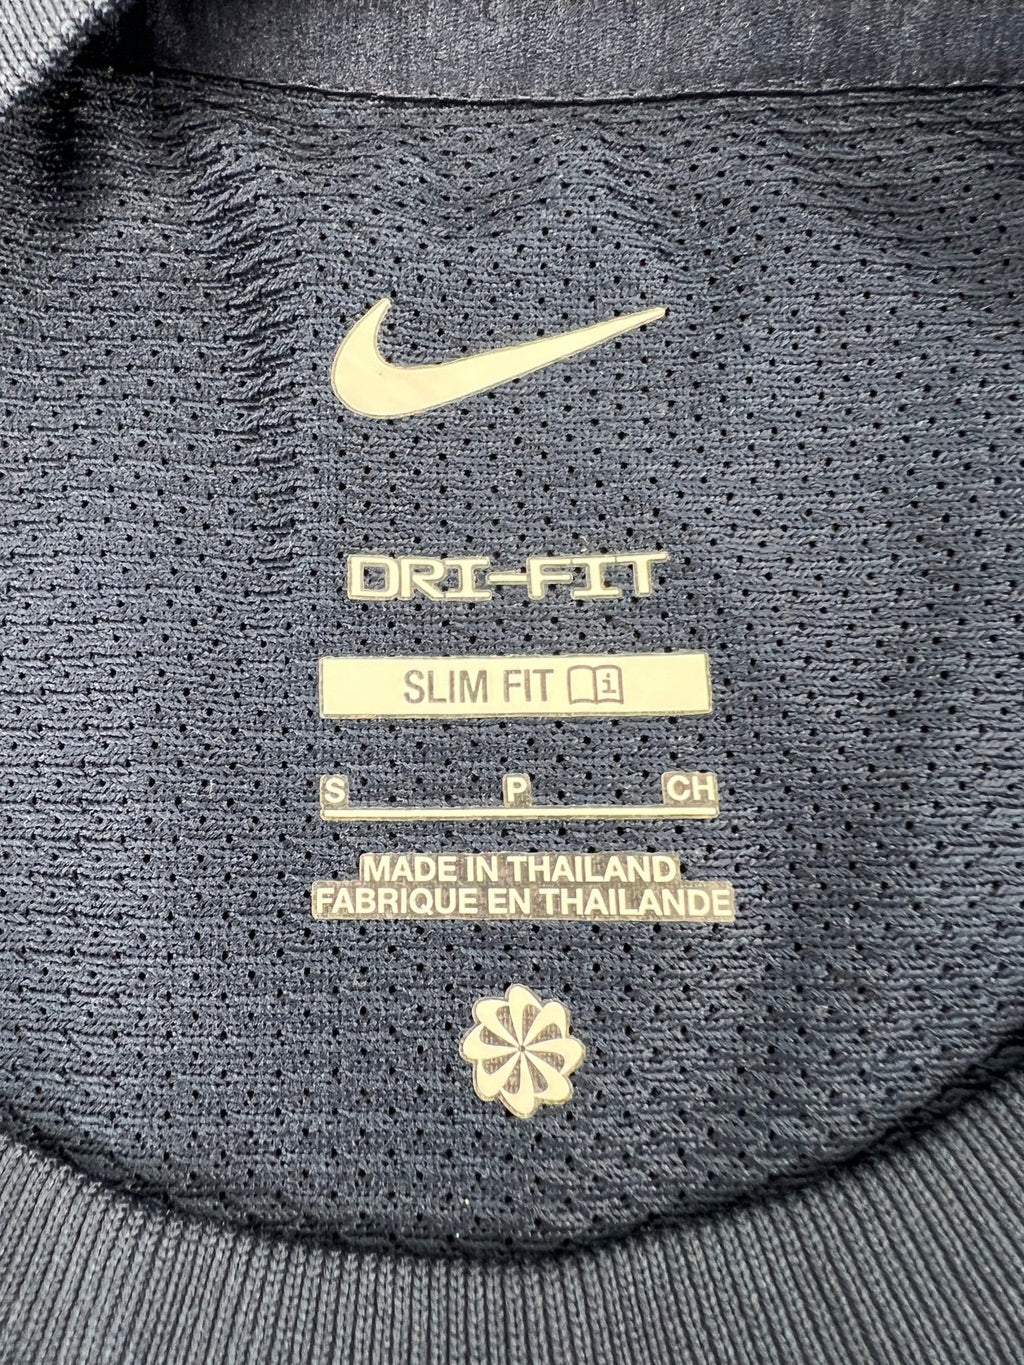 DRI-FIT
SLIM FIT i
S P CH
MADE IN THAILAND
FABRIQUE EN THAILANDE